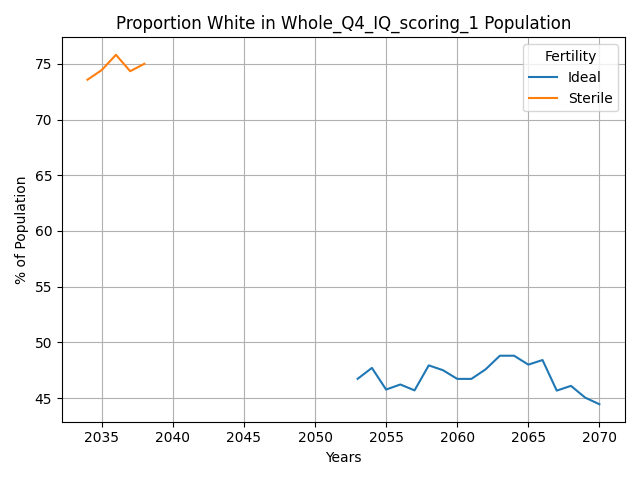 Proportion White in Whole_Q4_IQ_scoring_1 Population
Fertility
Ideal
Sterile
% of Population
75
70
65
60
55
50
45
2035 2040 2045 2050 2055 2060 2065 2070
Years